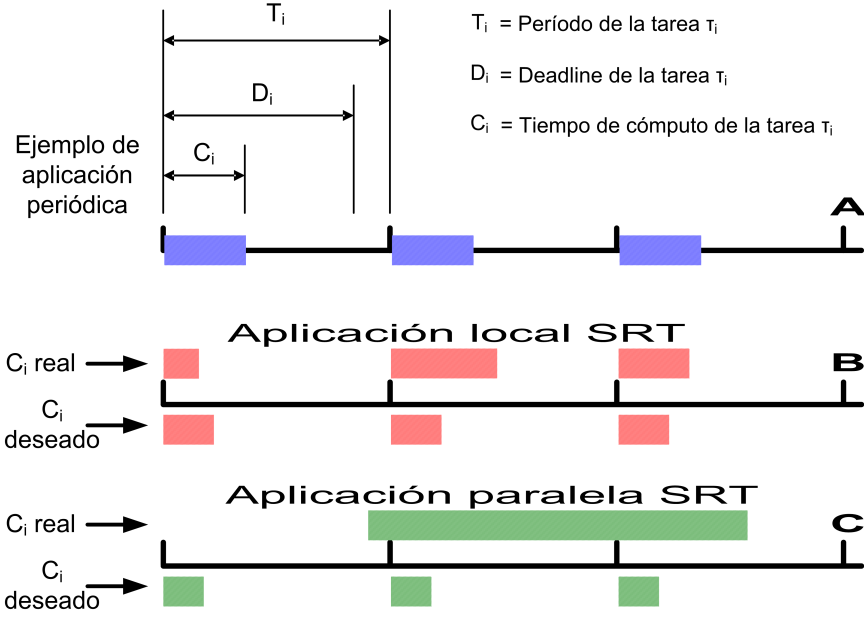 Tᵢ
Tᵢ = Período de la tarea τᵢ
Dᵢ
Dᵢ = Deadline de la tarea τᵢ
Cᵢ
Cᵢ = Tiempo de cómputo de la tarea τᵢ
Ejemplo de
aplicación
periódica
A
Aplicación local SRT
Cᵢ real
B
Cᵢ
deseado
Aplicación paralela SRT
Cᵢ real
C
Cᵢ
deseado